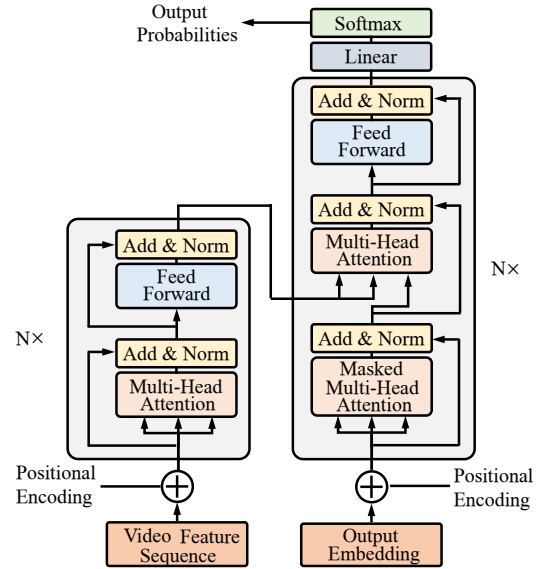 Output
Probabilities
Softmax
Linear
Add & Norm
Feed
Forward
Add & Norm
Multi-Head
Attention
N×
Add & Norm
Masked
Multi-Head
Attention
Add & Norm
Feed
Forward
N×
Add & Norm
Multi-Head
Attention
Positional
Encoding
Positional
Encoding
Video Feature
Sequence
Output
Embedding